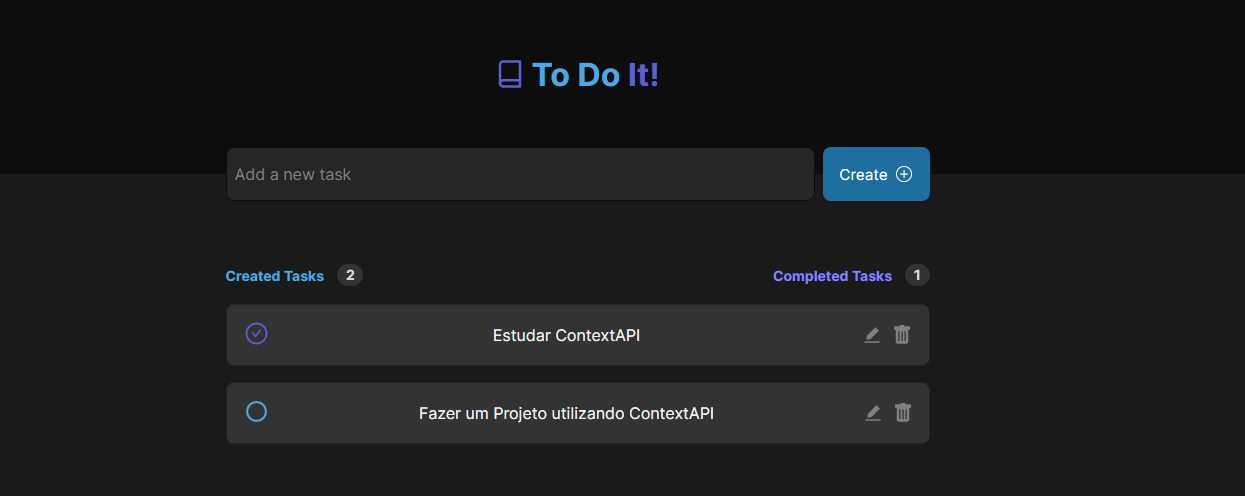 To Do It!
Add a new task
Create
Created Tasks 2
Completed Tasks 1
Estudar ContextAPI
Fazer um Projeto utilizando ContextAPI